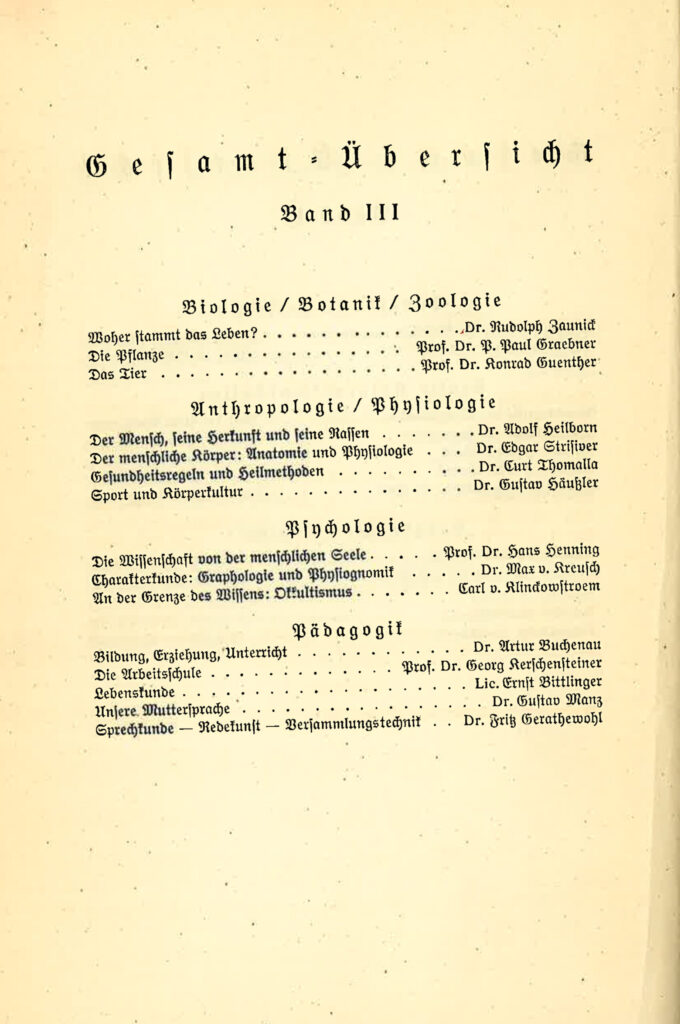 Gesamt-Übersicht
Band III
Biologie / Botanik / Zoologie
Woher stammt das Leben? . . . . . . . . . . . . . . Dr. Rudolph Zaunick
Die Pflanze . . . . . . . . . . . . . . Prof. Dr. P. Paul Graebner
Das Tier . . . . . . . . . . . . . . . . Prof. Dr. Konrad Guenther
Anthropologie / Physiologie
Der Mensch, seine Herkunft und seine Rassen . . . . . . . Dr. Adolf Heilborn
Der menschliche Körper: Anatomie und Physiologie . . . Dr. Edgar Strisiver
Gesundheitsregeln und Heilmethoden . . . . . . . . . . Dr. Curt Thomalla
Sport und Körperkultur . . . . . . . . . . . . . . . Dr. Gustav Häußler
Psychologie
Die Wissenschaft von der menschlichen Seele . . . . . Prof. Dr. Hans Henning
Charakterkunde: Graphologie und Physiognomik . . . . . Dr. Max v. Kreusch
An der Grenze des Wissens: Okkultismus . . . . . . . Carl v. Klinckowstroem
Pädagogik
Bildung, Erziehung, Unterricht . . . . . . . . . . . . Dr. Artur Buchenau
Die Arbeitsschule . . . . . . . . . . . . . Prof. Dr. Georg Kerschensteiner
Lebenskunde . . . . . . . . . . . . . . . . . . . Lic. Ernst Bittlinger
Unsere Muttersprache . . . . . . . . . . . . . . . . Dr. Gustav Manz
Sprechkunde — Redekunst — Versammlungstechnik . . Dr. Fritz Gerathewohl